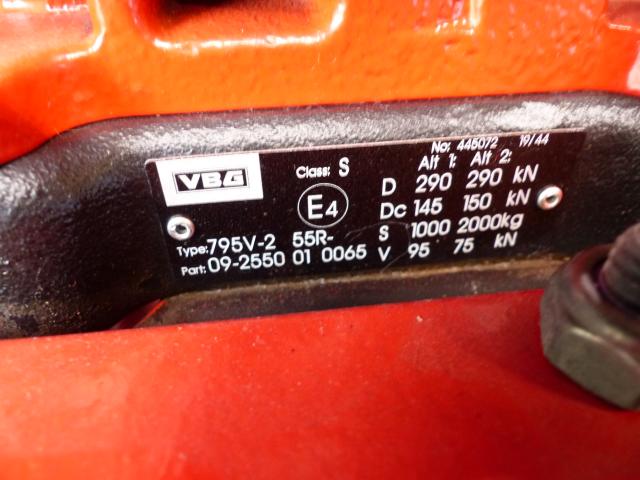 No: 445072 19/44
VBG Class: S Alt 1: Alt 2:
E4 D 290 290 kN
Dc 145 150 kN
Type: 795V-2 55R- S 1000 2000kg
Part: 09-2550 01 0065 V 95 75 kN